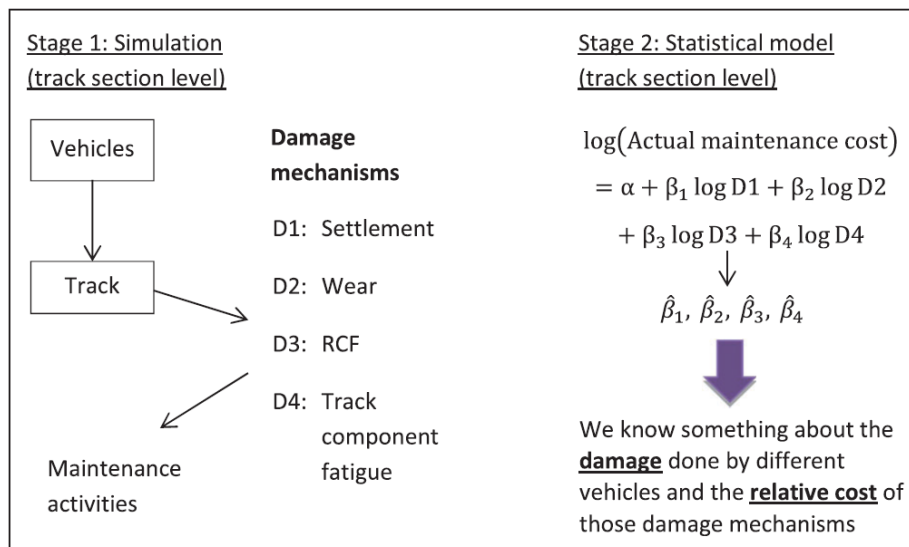 Stage 1: Simulation
(track section level)
Vehicles
Track
Damage
mechanisms
D1: Settlement
D2: Wear
D3: RCF
D4: Track
component
fatigue
Maintenance
activities
Stage 2: Statistical model
(track section level)
log(Actual maintenance cost)
= α + β₁ log D1 + β₂ log D2
+ β₃ log D3 + β₄ log D4
β̂₁, β̂₂, β̂₃, β̂₄
We know something about the
damage done by different
vehicles and the relative cost of
those damage mechanisms